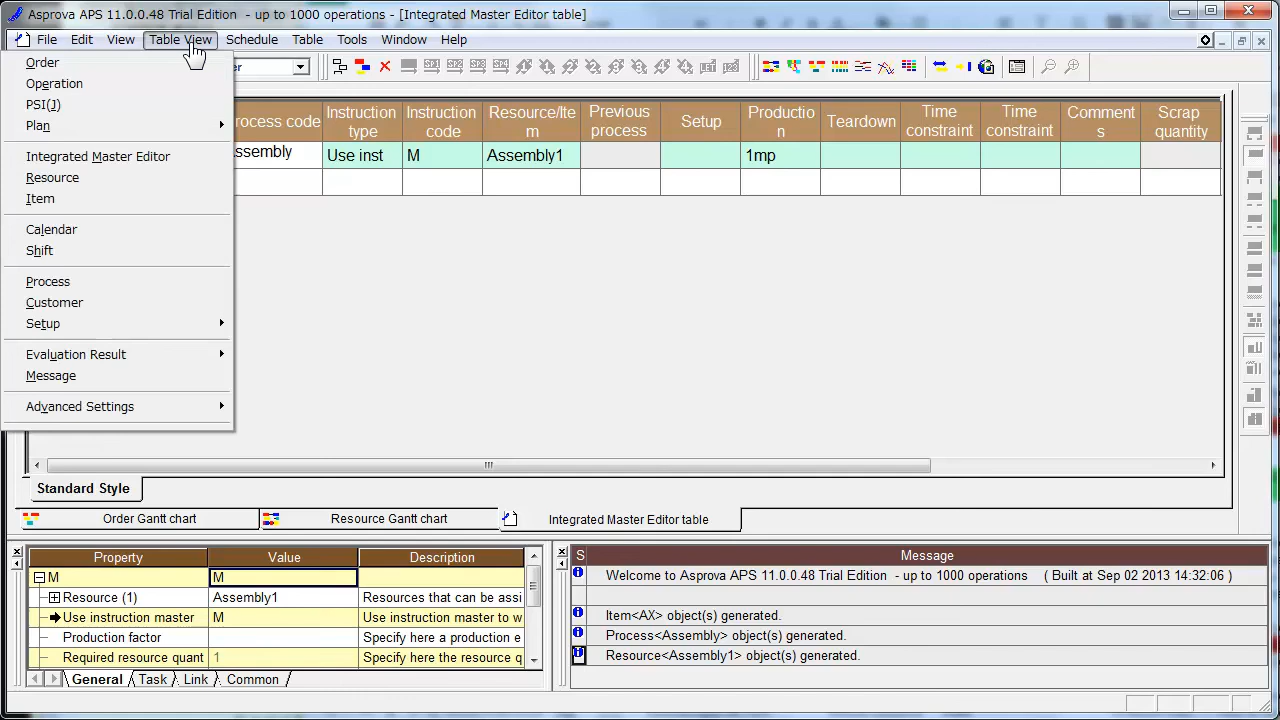 Asprova APS 11.0.0.48 Trial Edition - up to 1000 operations - [Integrated Master Editor table]
File Edit View Table View Schedule Table Tools Window Help
Order
Operation
PSI(J)
Plan
Integrated Master Editor
Resource
Item
Calendar
Shift
Process
Customer
Setup
Evaluation Result
Message
Advanced Settings
Instruction type
Instruction code
Resource/Item
Previous process
Setup
Production
Teardown
Time constraint
Time constraint
Comments
Scrap quantity
Use inst M Assembly1 1mp
Standard Style
Order Gantt chart Resource Gantt chart Integrated Master Editor table
Property Value Description
M M
Resource (1) Assembly1 Resources that can be assi
Use instruction master M Use instruction master to w
Production factor Specify here a production e
Required resource quant 1 Specify here the resource q
General Task Link Common
S Message
Welcome to Asprova APS 11.0.0.48 Trial Edition - up to 1000 operations ( Built at Sep 02 2013 14:32:06 )
Item<AX> object(s) generated.
Process<Assembly> object(s) generated.
Resource<Assembly1> object(s) generated.